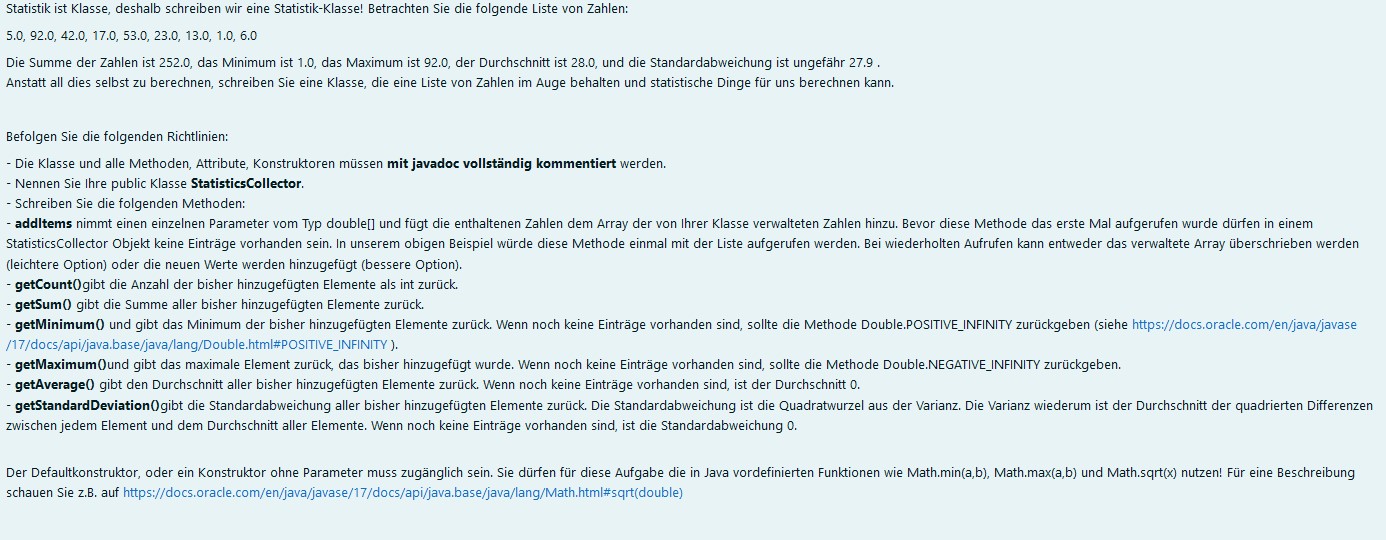 Statistik ist Klasse, deshalb schreiben wir eine Statistik-Klasse! Betrachten Sie die folgende Liste von Zahlen:
5.0, 92.0, 42.0, 17.0, 53.0, 23.0, 13.0, 1.0, 6.0
Die Summe der Zahlen ist 252.0, das Minimum ist 1.0, das Maximum ist 92.0, der Durchschnitt ist 28.0, und die Standardabweichung ist ungefähr 27.9 .
Anstatt all dies selbst zu berechnen, schreiben Sie eine Klasse, die eine Liste von Zahlen im Auge behalten und statistische Dinge für uns berechnen kann.
Befolgen Sie die folgenden Richtlinien:
- Die Klasse und alle Methoden, Attribute, Konstruktoren müssen mit javadoc vollständig kommentiert werden.
- Nennen Sie Ihre public Klasse StatisticsCollector.
- Schreiben Sie die folgenden Methoden:
- addItems nimmt einen einzelnen Parameter vom Typ double[] und fügt die enthaltenen Zahlen dem Array der von Ihrer Klasse verwalteten Zahlen hinzu. Bevor diese Methode das erste Mal aufgerufen wurde dürfen in einem
StatisticsCollector Objekt keine Einträge vorhanden sein. In unserem obigen Beispiel würde diese Methode einmal mit der Liste aufgerufen werden. Bei wiederholten Aufrufen kann entweder das verwaltete Array überschrieben werden
(leichtere Option) oder die neuen Werte werden hinzugefügt (bessere Option).
- getCount()gibt die Anzahl der bisher hinzugefügten Elemente als int zurück.
- getSum() gibt die Summe aller bisher hinzugefügten Elemente zurück.
- getMinimum() und gibt das Minimum der bisher hinzugefügten Elemente zurück. Wenn noch keine Einträge vorhanden sind, sollte die Methode Double.POSITIVE_INFINITY zurückgeben (siehe https://docs.oracle.com/en/java/javase
/17/docs/api/java.base/java/lang/Double.html#POSITIVE_INFINITY ).
- getMaximum()und gibt das maximale Element zurück, das bisher hinzugefügt wurde. Wenn noch keine Einträge vorhanden sind, sollte die Methode Double.NEGATIVE_INFINITY zurückgeben.
- getAverage() gibt den Durchschnitt aller bisher hinzugefügten Elemente zurück. Wenn noch keine Einträge vorhanden sind, ist der Durchschnitt 0.
- getStandardDeviation()gibt die Standardabweichung aller bisher hinzugefügten Elemente zurück. Die Standardabweichung ist die Quadratwurzel aus der Varianz. Die Varianz wiederum ist der Durchschnitt der quadrierten Differenzen
zwischen jedem Element und dem Durchschnitt aller Elemente. Wenn noch keine Einträge vorhanden sind, ist die Standardabweichung 0.
Der Defaultkonstruktor, oder ein Konstruktor ohne Parameter muss zugänglich sein. Sie dürfen für diese Aufgabe die in Java vordefinierten Funktionen wie Math.min(a,b), Math.max(a,b) und Math.sqrt(x) nutzen! Für eine Beschreibung
schauen Sie z.B. auf https://docs.oracle.com/en/java/javase/17/docs/api/java.base/java/lang/Math.html#sqrt(double)